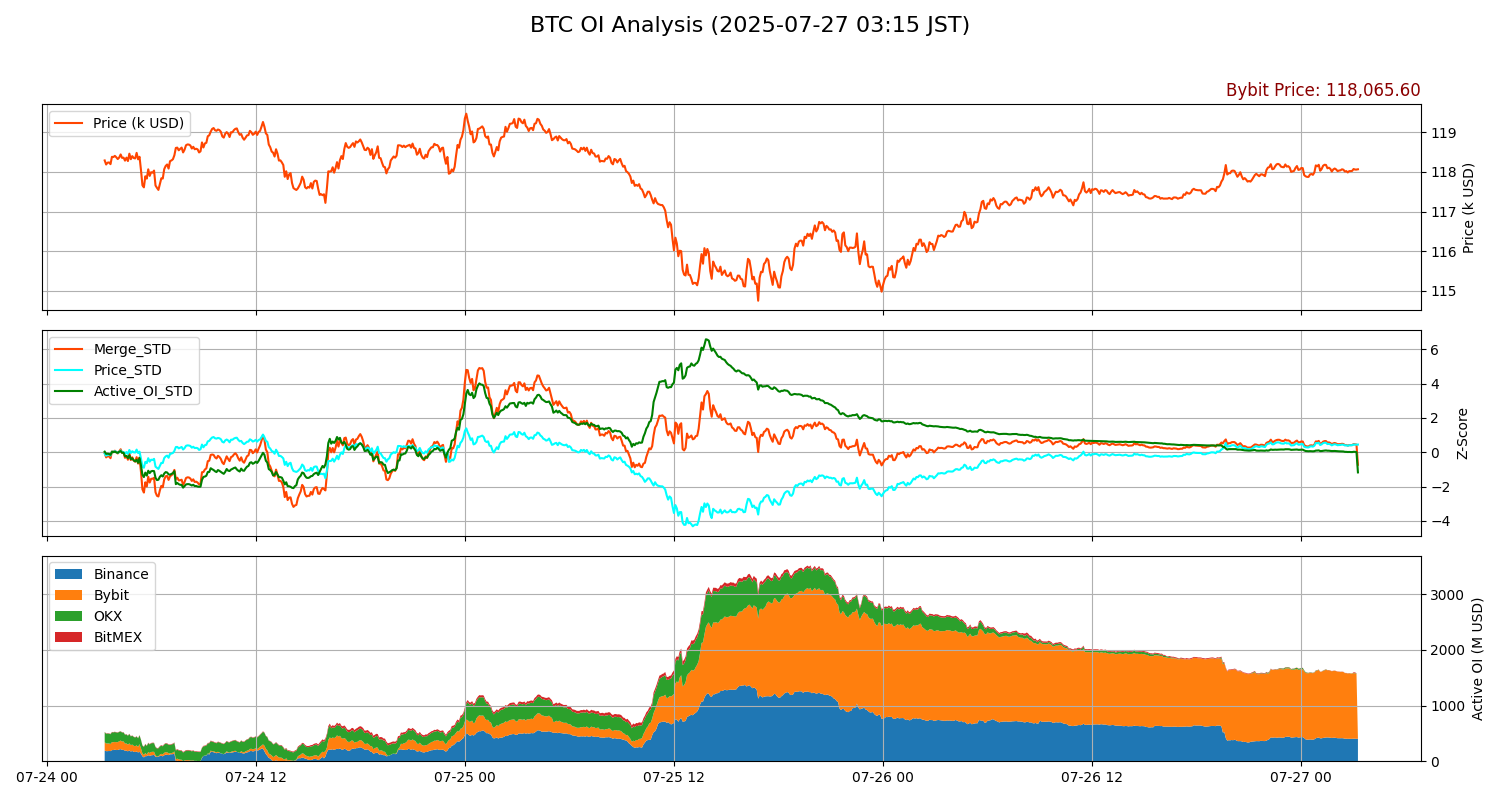 BTC OI Analysis (2025-07-27 03:15 JST)
Bybit Price: 118,065.60
Price (k USD)
119
118
117
116
115
Price (k USD)
Merge_STD
Price_STD
Active_OI_STD
6
4
2
0
−2
−4
Z-Score
Binance
Bybit
OKX
BitMEX
3000
2000
1000
0
Active OI (M USD)
07-24 00
07-24 12
07-25 00
07-25 12
07-26 00
07-26 12
07-27 00